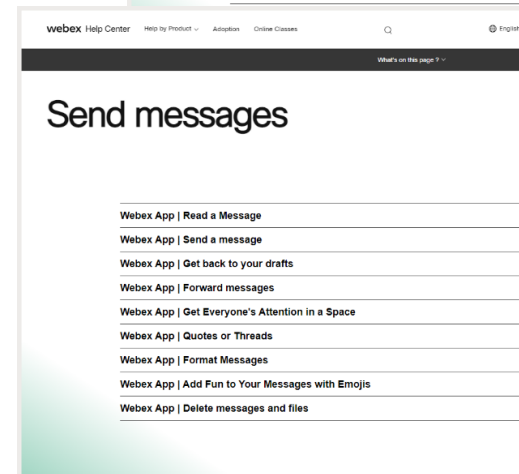 webex Help Center Help by Product Adoption Online Classes English
What's on this page ?
Send messages
Webex App | Read a Message
Webex App | Send a message
Webex App | Get back to your drafts
Webex App | Forward messages
Webex App | Get Everyone's Attention in a Space
Webex App | Quotes or Threads
Webex App | Format Messages
Webex App | Add Fun to Your Messages with Emojis
Webex App | Delete messages and files